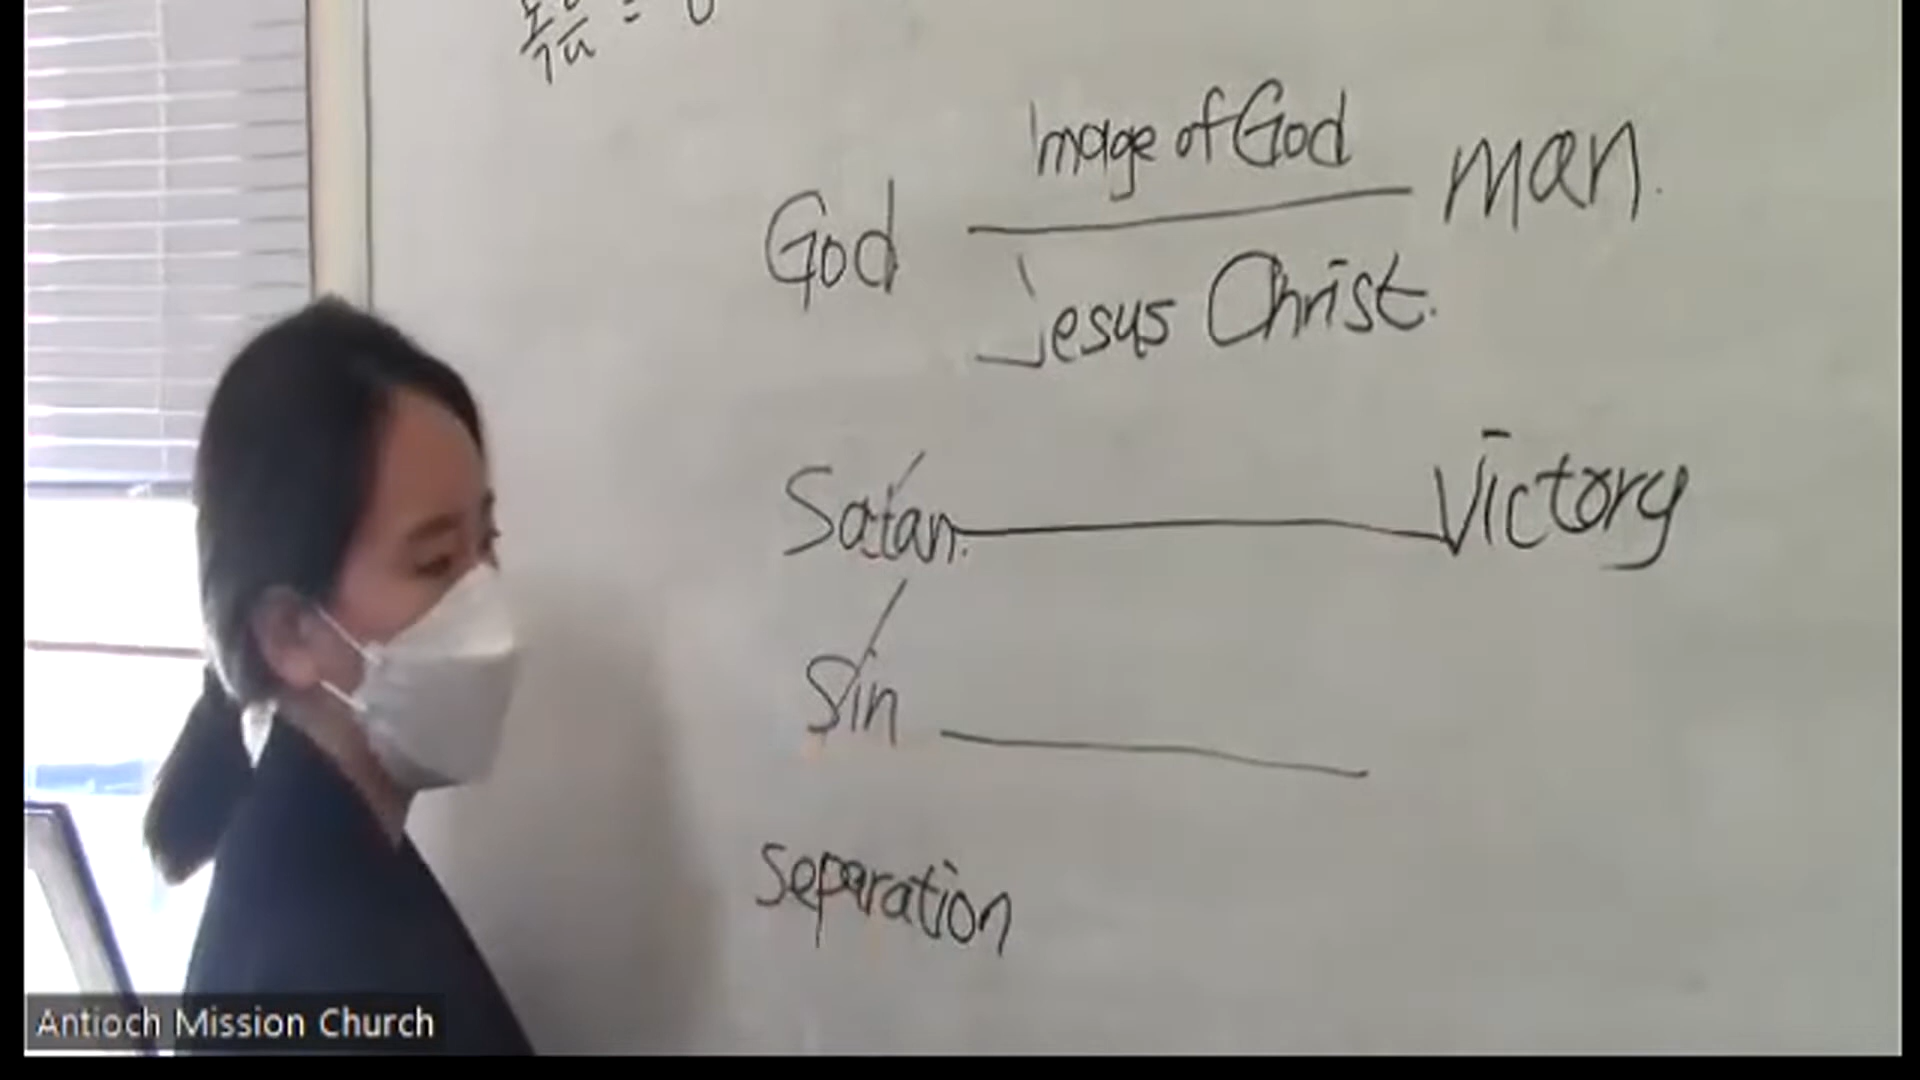 Image of God
God man.
Jesus Christ.
Satan. Victory
Sin
separation
Antioch Mission Church